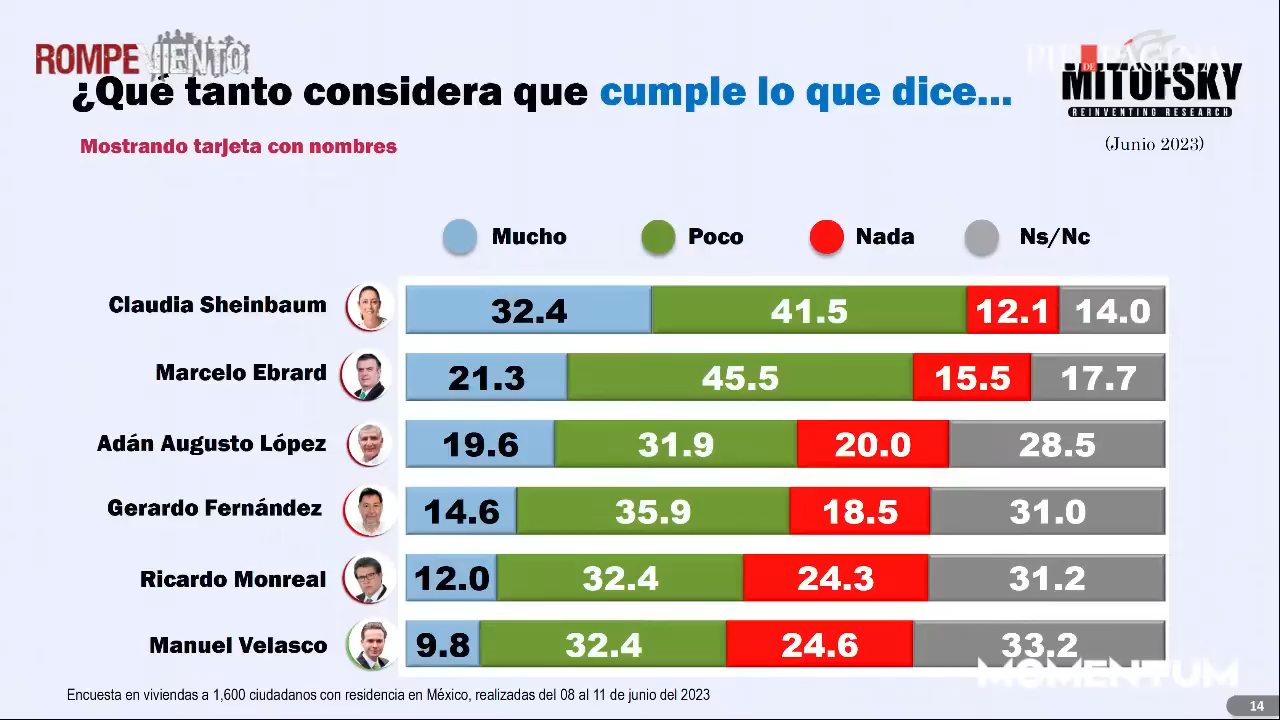 ROMPEVIENTO
PIE DE PÁGINA
¿Qué tanto considera que cumple lo que dice...
MITOFSKY
REINVENTING RESEARCH
(Junio 2023)
Mostrando tarjeta con nombres
Mucho Poco Nada Ns/Nc
Claudia Sheinbaum 32.4 41.5 12.1 14.0
Marcelo Ebrard 21.3 45.5 15.5 17.7
Adán Augusto López 19.6 31.9 20.0 28.5
Gerardo Fernández 14.6 35.9 18.5 31.0
Ricardo Monreal 12.0 32.4 24.3 31.2
Manuel Velasco 9.8 32.4 24.6 33.2
MOMENTUM
Encuesta en viviendas a 1,600 ciudadanos con residencia en México, realizadas del 08 al 11 de junio del 2023
14